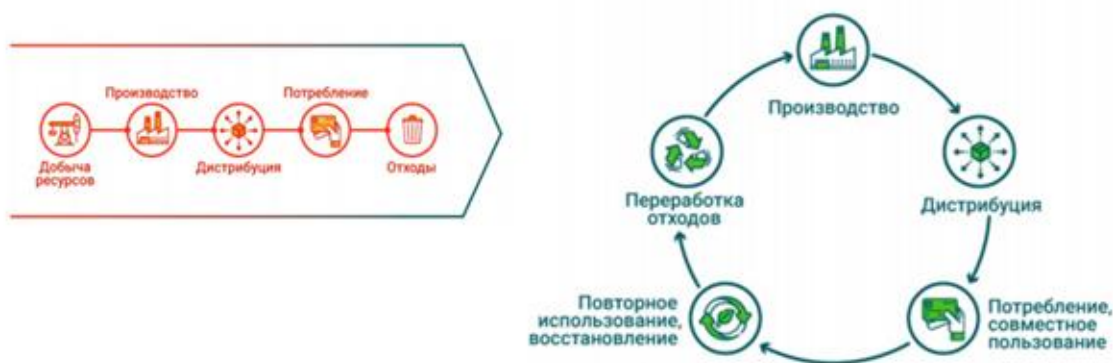 Производство
Потребление
Добыча
ресурсов
Дистрибуция
Отходы
Производство
Дистрибуция
Потребление,
совместное
пользование
Повторное
использование,
восстановление
Переработка
отходов